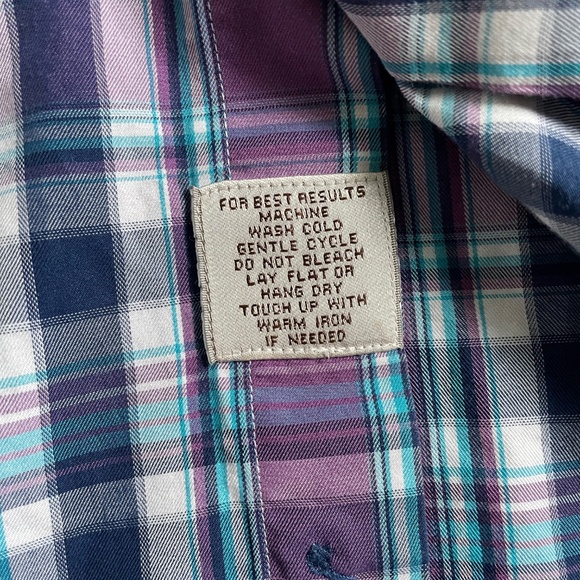 FOR BEST RESULTS
MACHINE
WASH COLD
GENTLE CYCLE
DO NOT BLEACH
LAY FLAT OR
HANG DRY
TOUCH UP WITH
WARM IRON
IF NEEDED